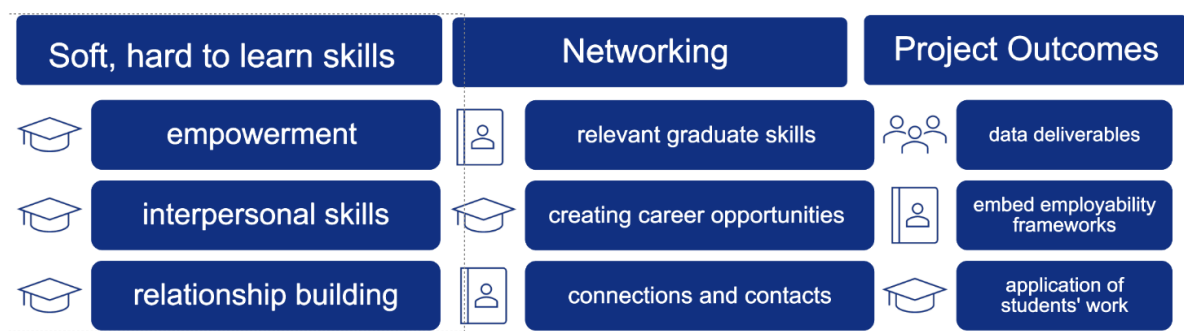 Soft, hard to learn skills
empowerment
interpersonal skills
relationship building
Networking
relevant graduate skills
creating career opportunities
connections and contacts
Project Outcomes
data deliverables
embed employability
frameworks
application of
students' work